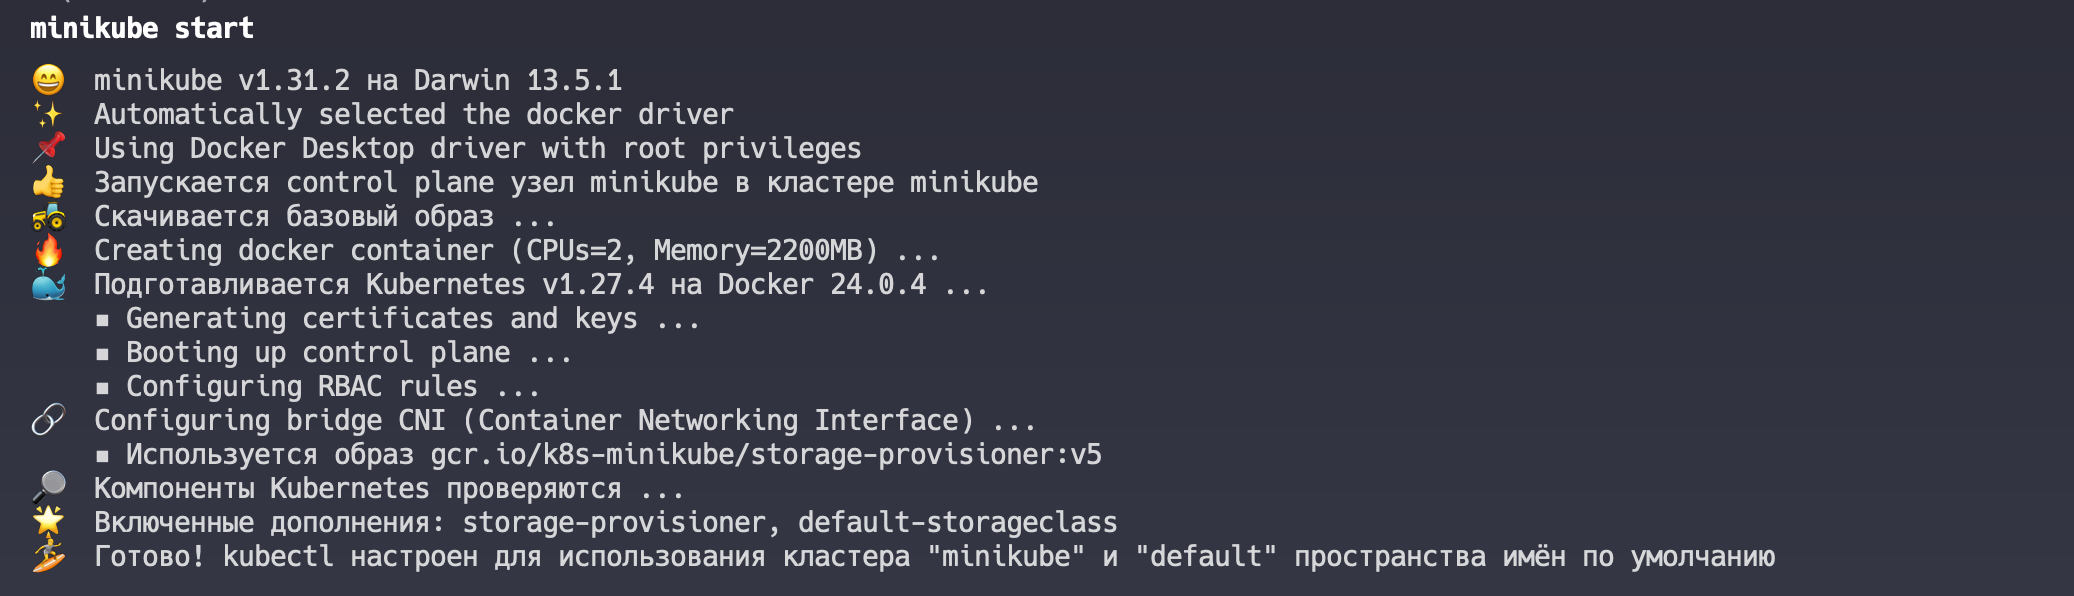 minikube start
😄 minikube v1.31.2 на Darwin 13.5.1
✨ Automatically selected the docker driver
📌 Using Docker Desktop driver with root privileges
👍 Запускается control plane узел minikube в кластере minikube
🚜 Скачивается базовый образ ...
🔥 Creating docker container (CPUs=2, Memory=2200MB) ...
🐳 Подготавливается Kubernetes v1.27.4 на Docker 24.0.4 ...
▪ Generating certificates and keys ...
▪ Booting up control plane ...
▪ Configuring RBAC rules ...
🔗 Configuring bridge CNI (Container Networking Interface) ...
▪ Используется образ gcr.io/k8s-minikube/storage-provisioner:v5
🔎 Компоненты Kubernetes проверяются ...
🌟 Включенные дополнения: storage-provisioner, default-storageclass
🏄 Готово! kubectl настроен для использования кластера "minikube" и "default" пространства имён по умолчанию